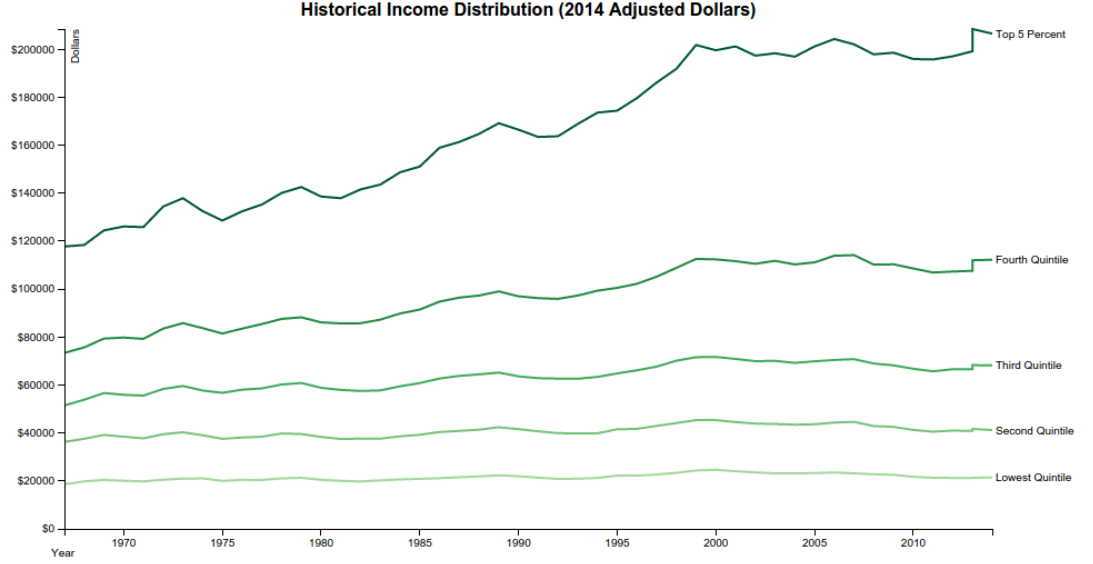 Historical Income Distribution (2014 Adjusted Dollars)
Dollars
$200000
$180000
$160000
$140000
$120000
$100000
$80000
$60000
$40000
$20000
$0
Top 5 Percent
Fourth Quintile
Third Quintile
Second Quintile
Lowest Quintile
1970 1975 1980 1985 1990 1995 2000 2005 2010
Year